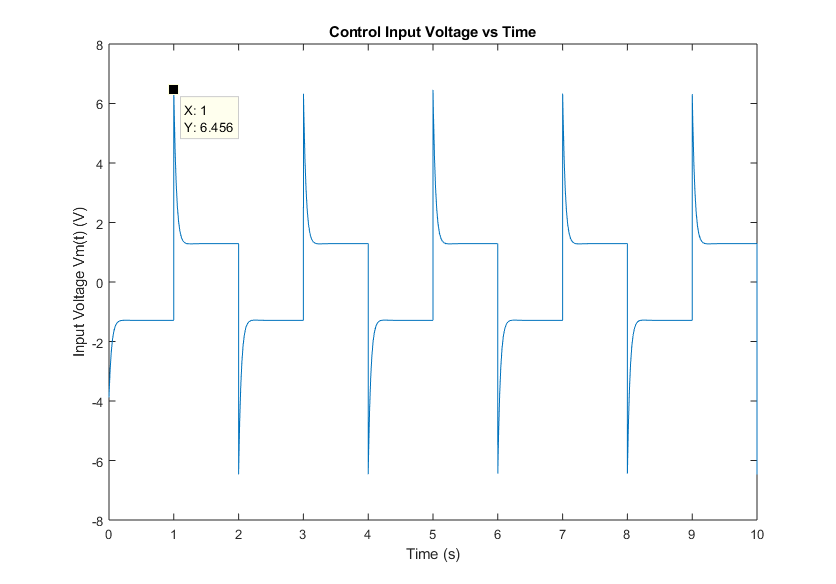 Control Input Voltage vs Time
8
6
4
2
0
-2
-4
-6
-8
Input Voltage Vm(t) (V)
X: 1
Y: 6.456
0 1 2 3 4 5 6 7 8 9 10
Time (s)